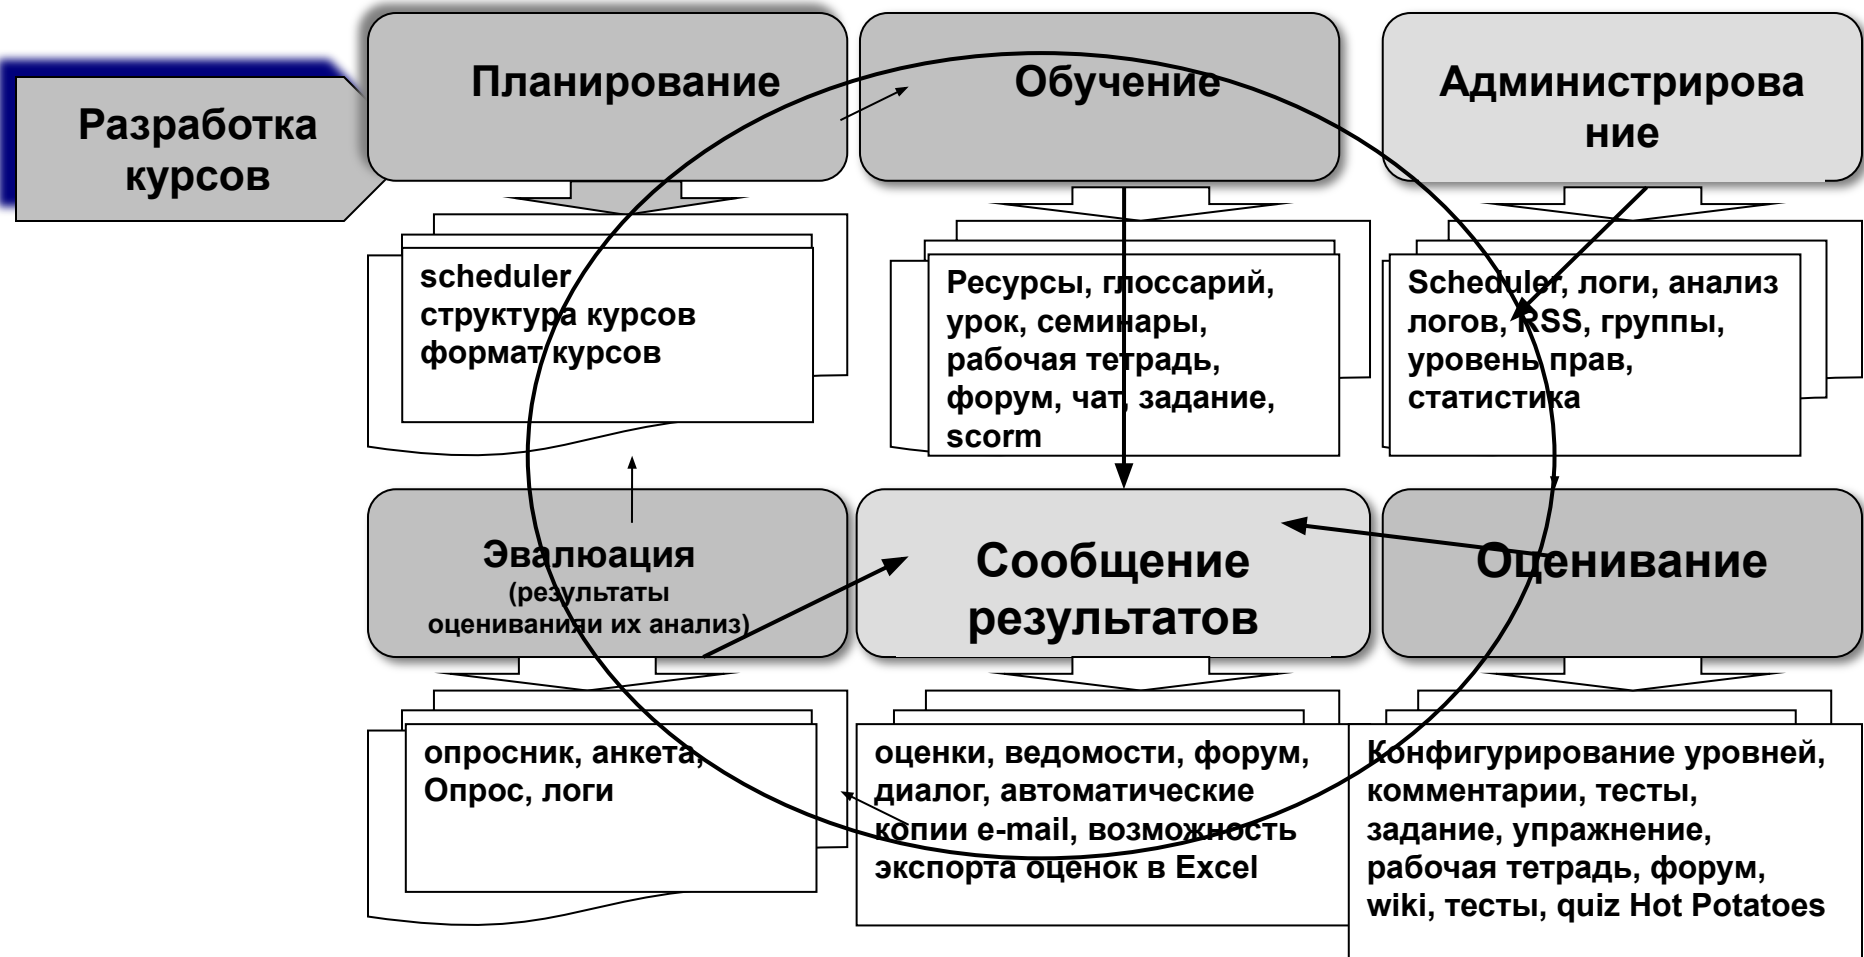 Разработка
курсов
Планирование
scheduler
структура курсов
формат курсов
Обучение
Ресурсы, глоссарий,
урок, семинары,
рабочая тетрадь,
форум, чат, задание,
scorm
Администрирова
ние
Scheduler, логи, анализ
логов, RSS, группы,
уровень прав,
статистика
Эвалюация
(результаты
оцениванияи их анализ)
опросник, анкета,
Опрос, логи
Сообщение
результатов
оценки, ведомости, форум,
диалог, автоматические
копии e-mail, возможность
экспорта оценок в Excel
Оценивание
Конфигурирование уровней,
комментарии, тесты,
задание, упражнение,
рабочая тетрадь, форум,
wiki, тесты, quiz Hot Potatoes